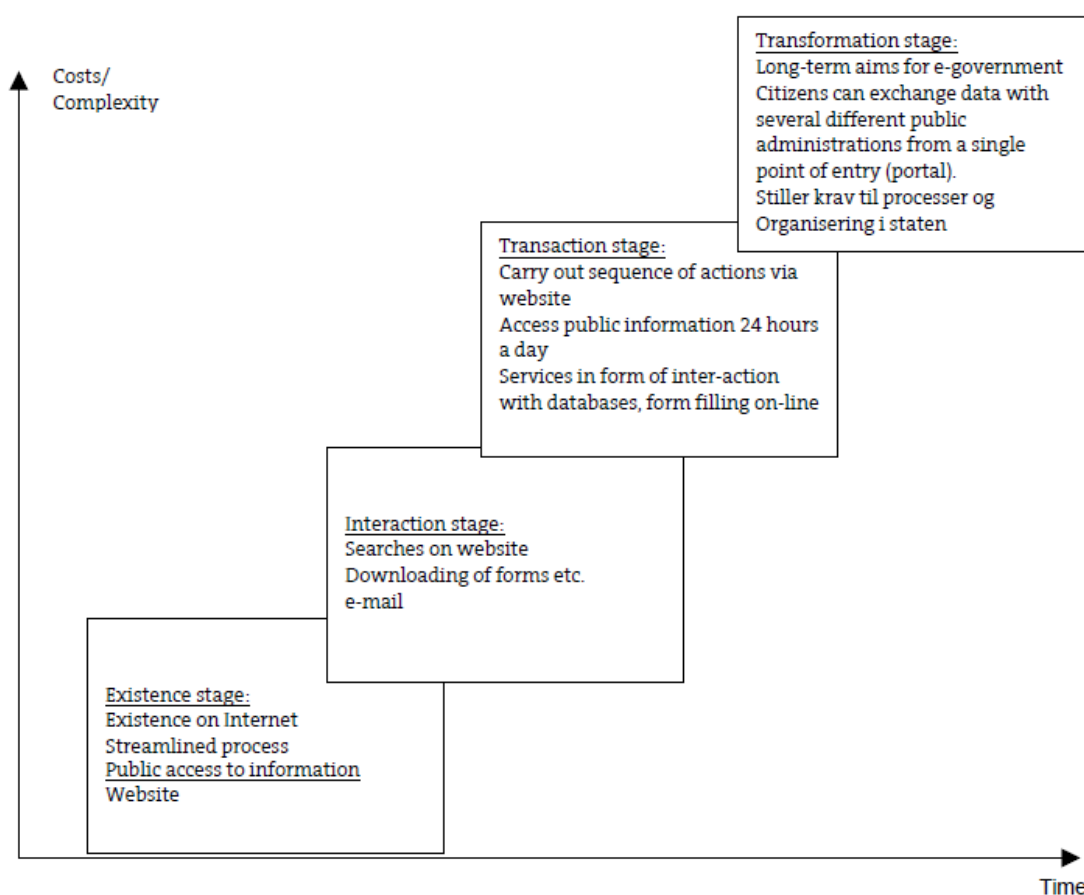 Costs/
Complexity
Transformation stage:
Long-term aims for e-government
Citizens can exchange data with
several different public
administrations from a single
point of entry (portal).
Stiller krav til processer og
Organisering i staten
Transaction stage:
Carry out sequence of actions via
website
Access public information 24 hours
a day
Services in form of inter-action
with databases, form filling on-line
Interaction stage:
Searches on website
Downloading of forms etc.
e-mail
Existence stage:
Existence on Internet
Streamlined process
Public access to information
Website
Time